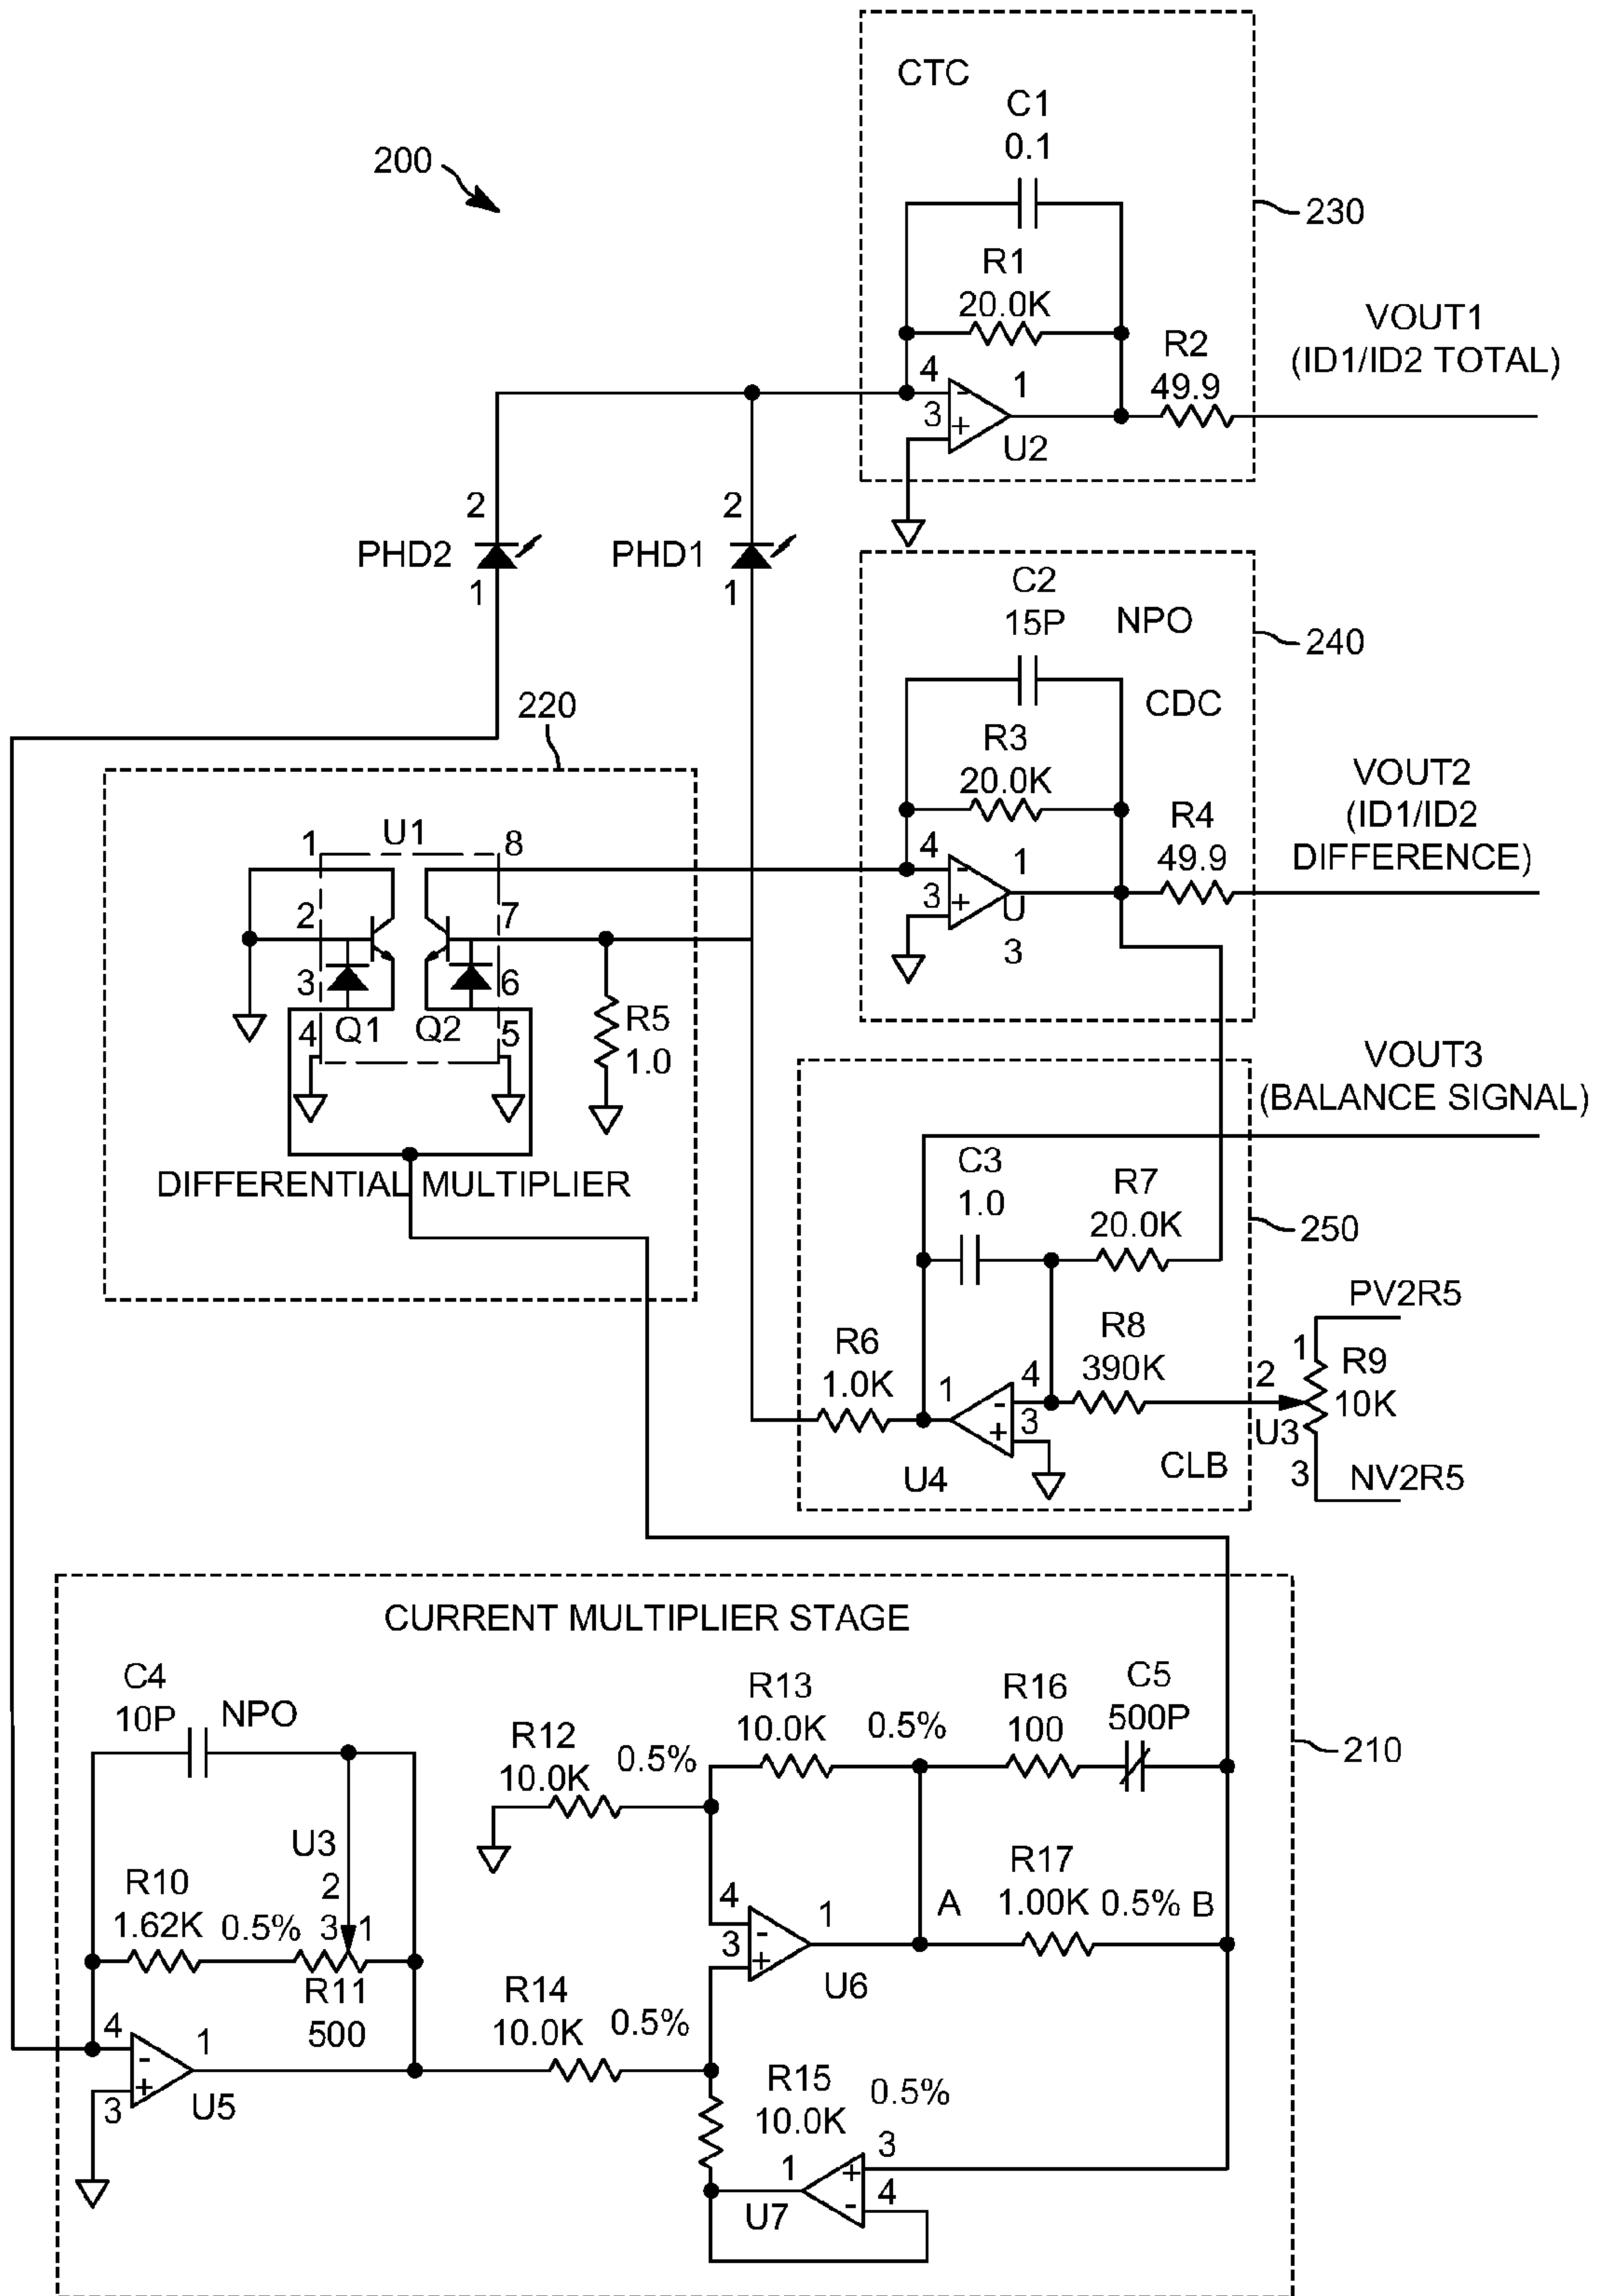 200
CTC
C1
0.1
R1
20.0K
4
3
-
+
1
U2
R2
49.9
230
VOUT1
(ID1/ID2 TOTAL)
2
PHD2
1
2
PHD1
1
C2
15P
NPO
CDC
R3
20.0K
4
3
-
+
1
U
3
R4
49.9
240
VOUT2
(ID1/ID2
DIFFERENCE)
220
U1
1
2
3
4
8
7
6
5
Q1
Q2
R5
1.0
DIFFERENTIAL MULTIPLIER
VOUT3
(BALANCE SIGNAL)
C3
1.0
R7
20.0K
250
R6
1.0K
1
4
3
-
+
U4
R8
390K
CLB
2
U3
1
3
R9
10K
PV2R5
NV2R5
CURRENT MULTIPLIER STAGE
210
C4
10P
NPO
U3
2
R10
1.62K
0.5%
3
1
R11
500
4
3
-
+
1
U5
R12
10.0K
0.5%
R13
10.0K
0.5%
R16
100
C5
500P
4
3
-
+
1
U6
A
R17
1.00K
0.5%
B
R14
10.0K
0.5%
R15
10.0K
0.5%
1
3
4
+
-
U7